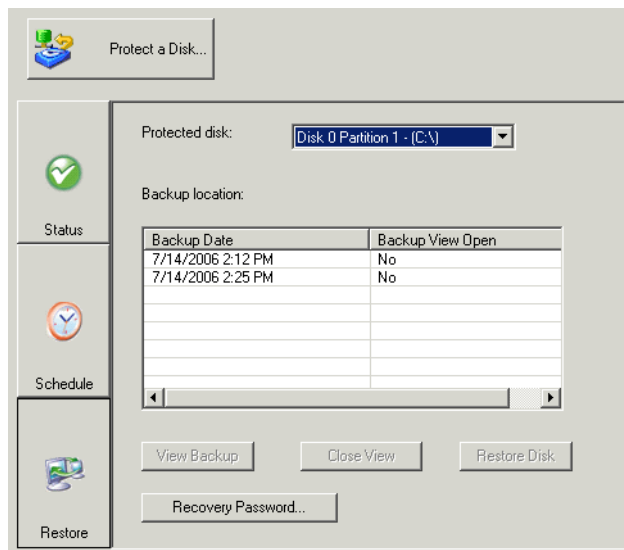 Protect a Disk...
Protected disk: Disk 0 Partition 1 - (C:\)
Backup location:
Status
Backup Date Backup View Open
7/14/2006 2:12 PM No
7/14/2006 2:25 PM No
Schedule
View Backup Close View Restore Disk
Recovery Password...
Restore